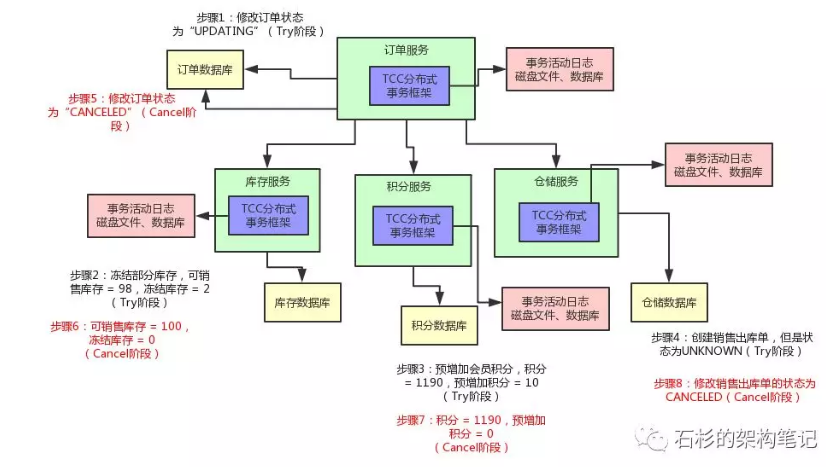 步骤1：修改订单状态
为“UPDATING”（Try阶段）
订单服务
TCC分布式
事务框架
事务活动日志
磁盘文件、数据库
订单数据库
步骤5：修改订单状态
为“CANCELED”（Cancel阶
段）
库存服务
TCC分布式
事务框架
积分服务
TCC分布式
事务框架
仓储服务
TCC分布式
事务框架
事务活动日志
磁盘文件、数据库
事务活动日志
磁盘文件、数据库
步骤2：冻结部分库存，可销
售库存 = 98，冻结库存 = 2
（Try阶段）
库存数据库
步骤6：可销售库存 = 100，
冻结库存 = 0
（Cancel阶段）
积分数据库
事务活动日志
磁盘文件、数据库
仓储数据库
步骤4：创建销售出库单，但是状
态为UNKNOWN（Try阶段）
步骤3：预增加会员积分，积分
= 1190，预增加积分 = 10
（Try阶段）
步骤8：修改销售出库单的状态为
CANCELED（Cancel阶段）
步骤7：积分 = 1190，预增加
积分 = 0
（Cancel阶段）
石杉的架构笔记